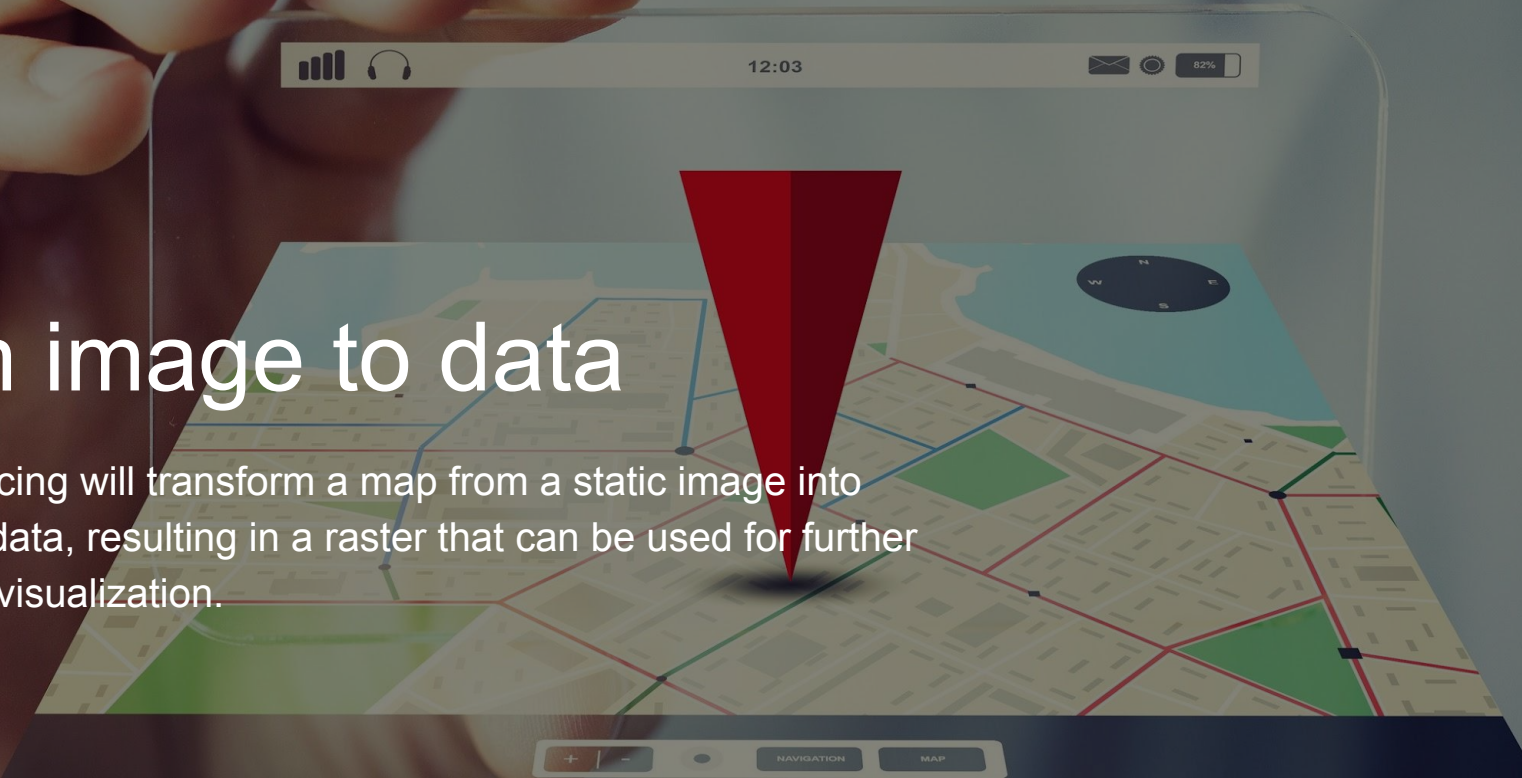 12:03
82%
N
W
E
S
image to data
will transform a map from a static image into
data, resulting in a raster that can be used for further
visualization.
+
-
NAVIGATION
MAP